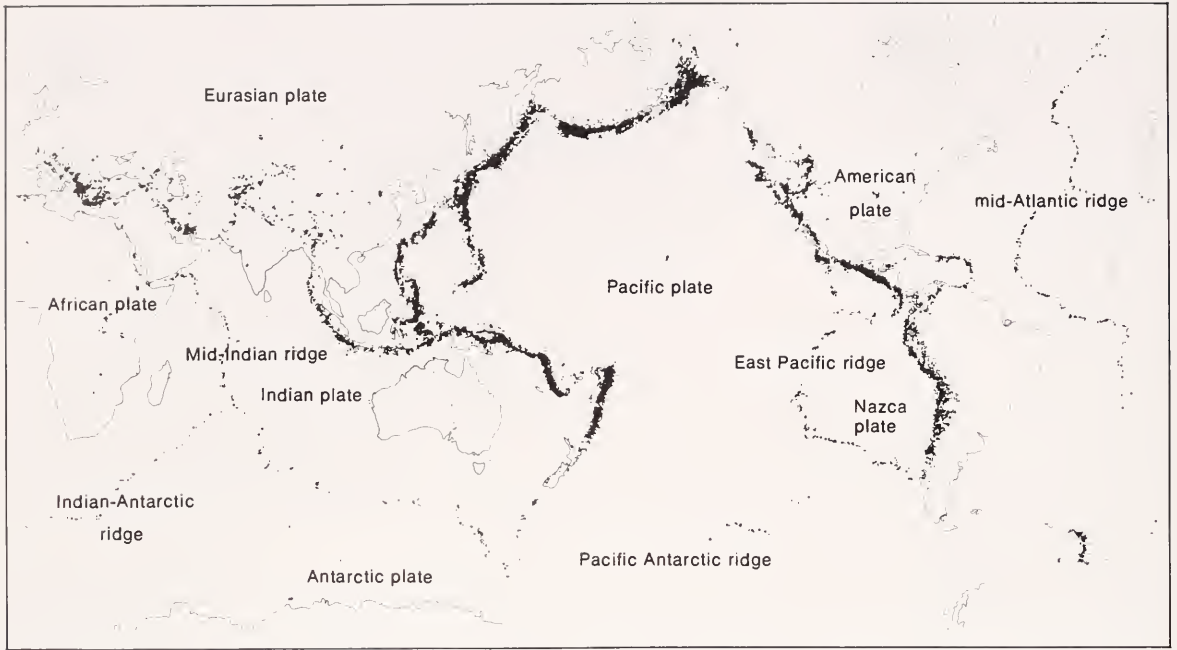 Eurasian plate
American
plate
mid-Atlantic ridge
African plate
Pacific plate
Mid-Indian ridge
East Pacific ridge
Indian plate
Nazca
plate
Indian-Antarctic
ridge
Pacific Antarctic ridge
Antarctic plate